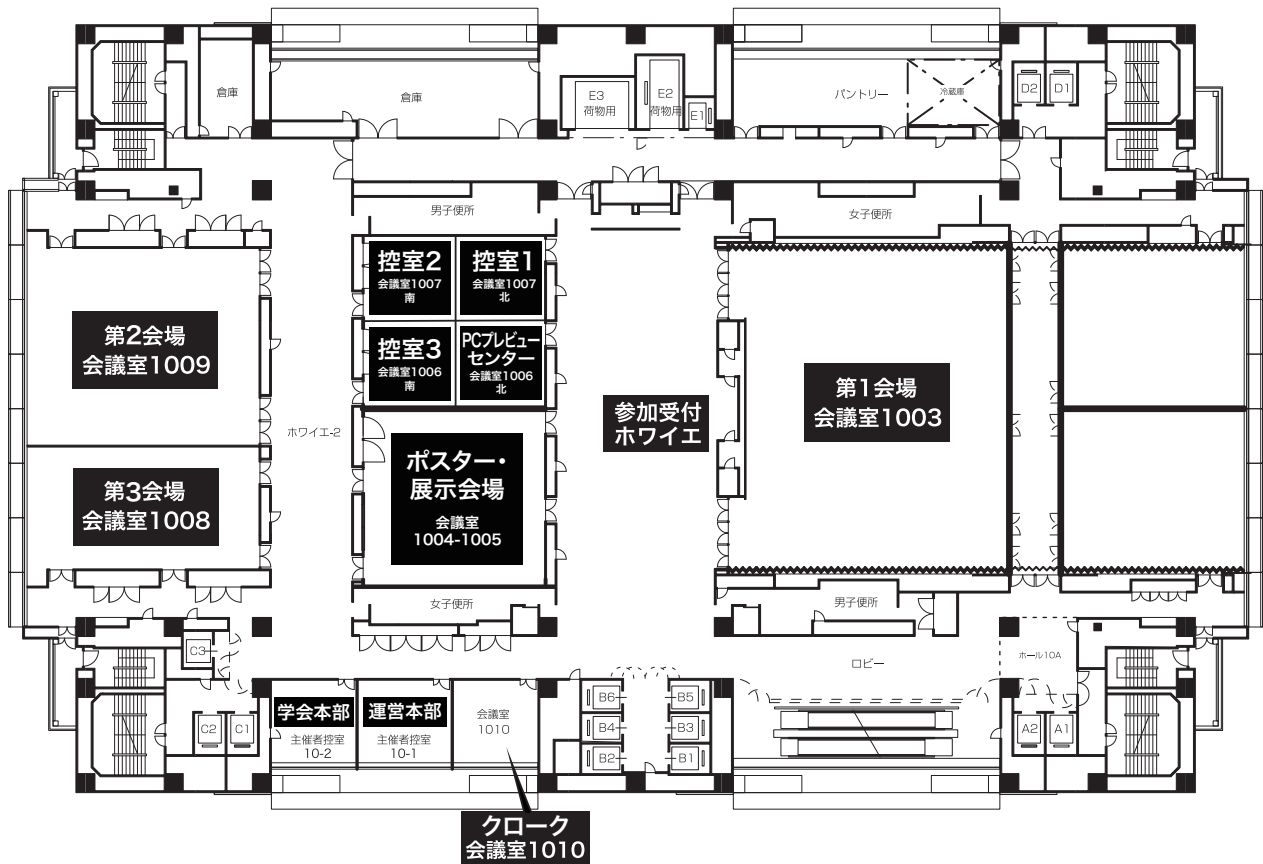 倉庫
倉庫
E3
荷物用
E2
荷物用
E1
パントリー
冷蔵庫
D2
D1
男子便所
女子便所
控室2
会議室1007
南
控室1
会議室1007
北
第2会場
会議室1009
控室3
会議室1006
南
PCプレビュー
センター
会議室1006
北
第1会場
会議室1003
参加受付
ホワイエ
ホワイエ-2
ポスター・
展示会場
会議室
1004-1005
第3会場
会議室1008
女子便所
男子便所
C3
ロビー
ホール10A
学会本部
主催者控室
10-2
運営本部
主催者控室
10-1
会議室
1010
B6
B5
C2
C1
B4
B3
A2
A1
B2
B1
クローク
会議室1010